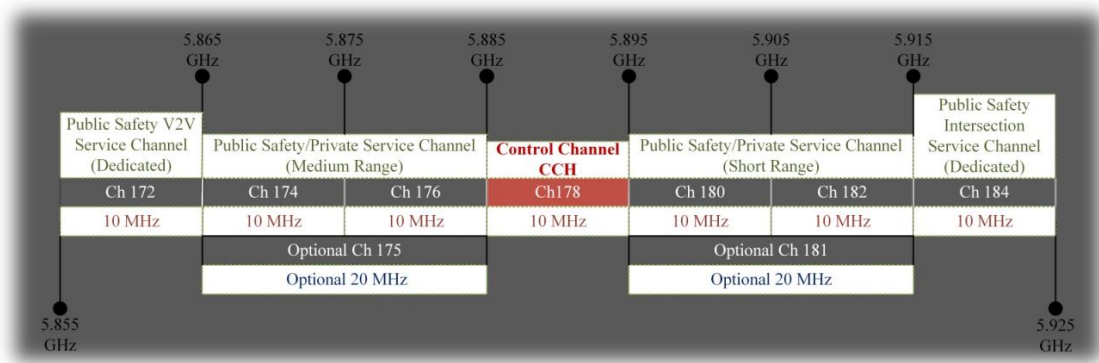 5.865
GHz
5.875
GHz
5.885
GHz
5.895
GHz
5.905
GHz
5.915
GHz
Public Safety V2V
Service Channel
(Dedicated)
Public Safety/Private Service Channel
(Medium Range)
Control Channel
CCH
Public Safety/Private Service Channel
(Short Range)
Public Safety
Intersection
Service Channel
(Dedicated)
Ch 172
Ch 174
Ch 176
Ch178
Ch 180
Ch 182
Ch 184
10 MHz
10 MHz
10 MHz
10 MHz
10 MHz
10 MHz
10 MHz
Optional Ch 175
Optional Ch 181
Optional 20 MHz
Optional 20 MHz
5.855
GHz
5.925
GHz